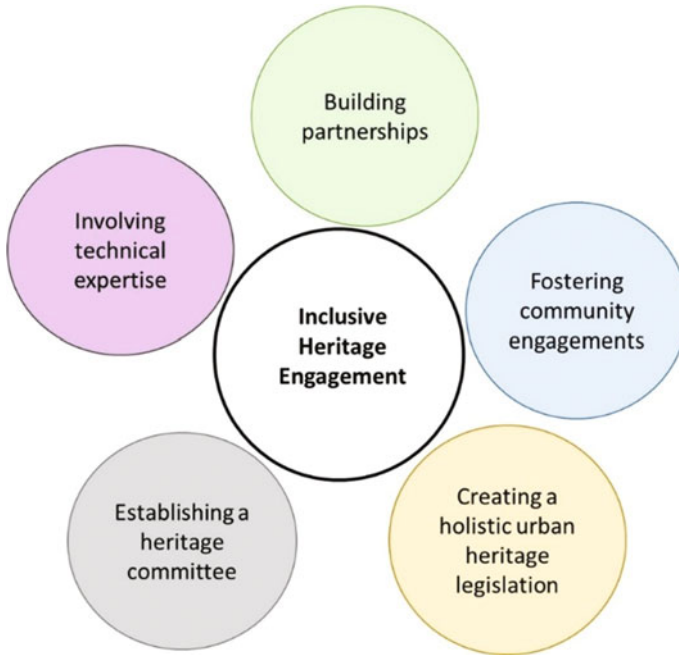 Building
partnerships
Involving
technical
expertise
Fostering
community
engagements
Inclusive
Heritage
Engagement
Establishing a
heritage
committee
Creating a
holistic urban
heritage
legislation